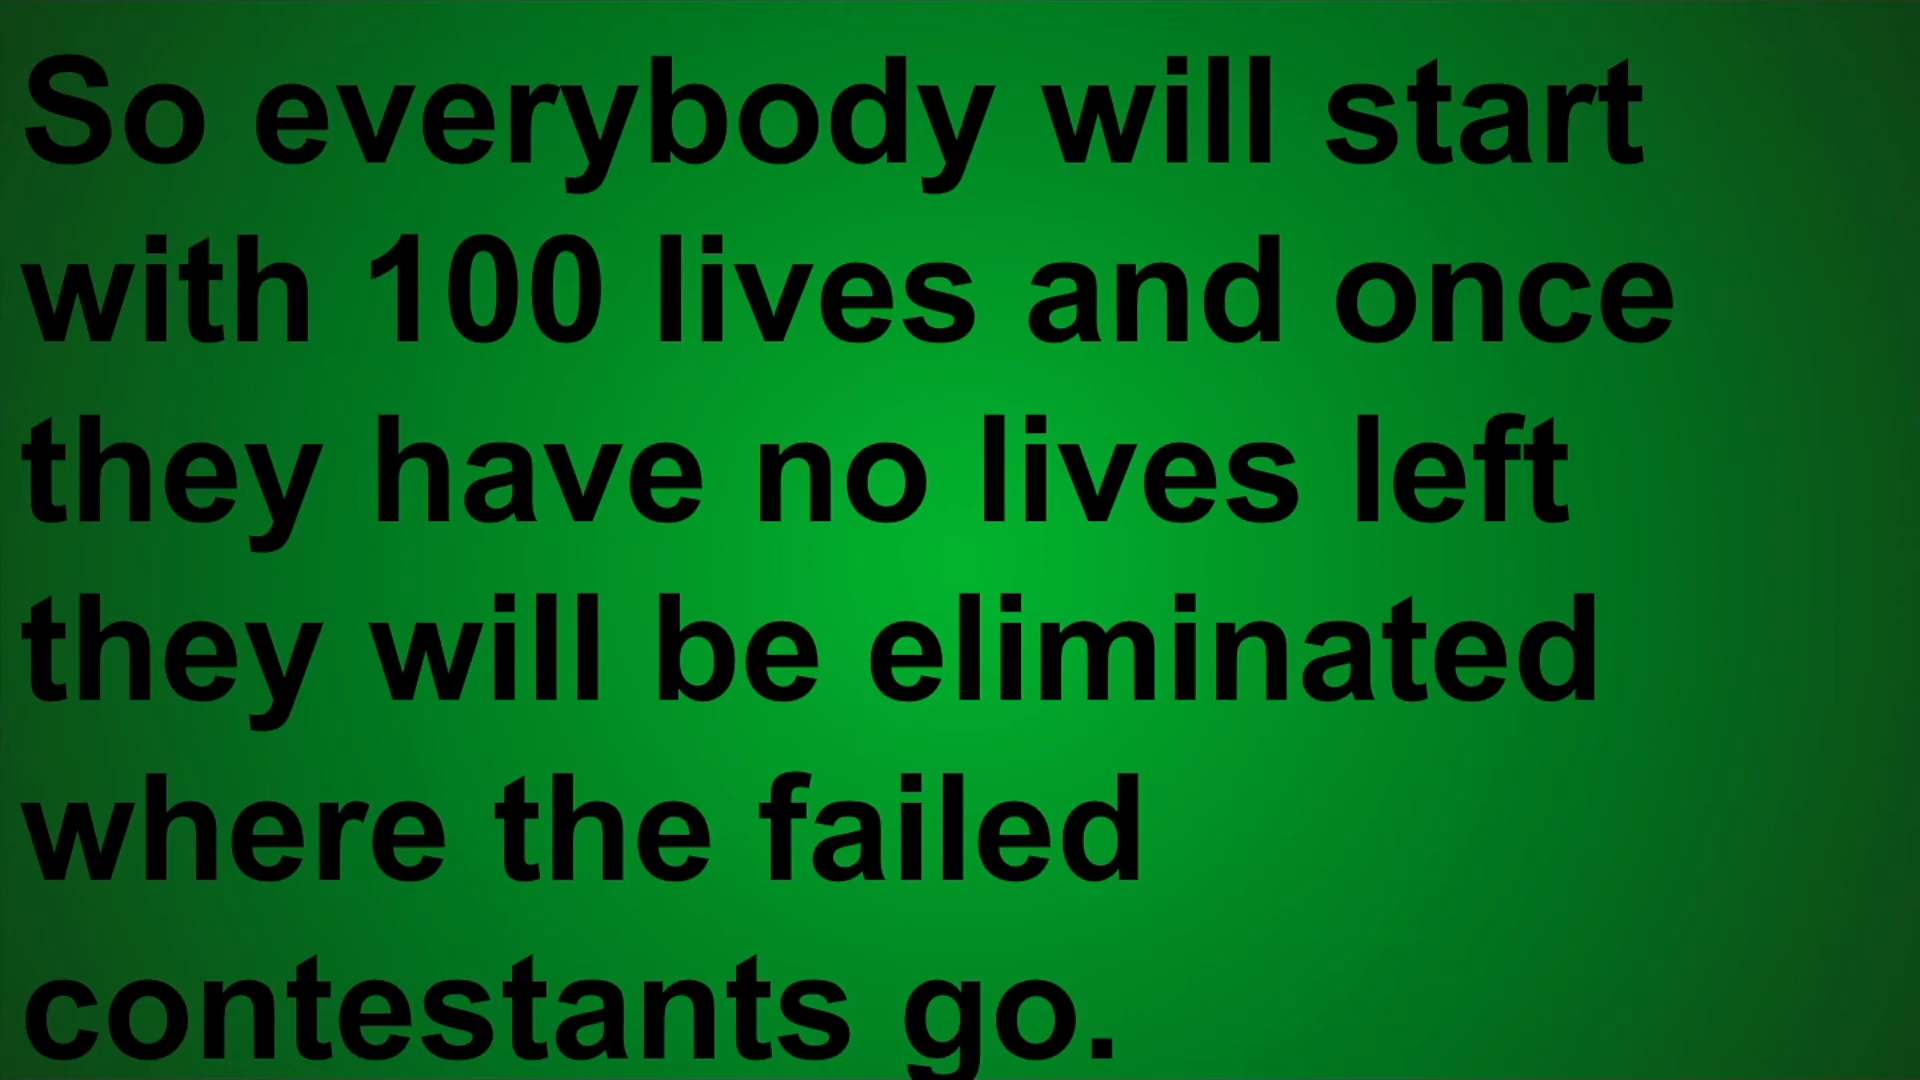 So everybody will start
with 100 lives and once
they have no lives left
they will be eliminated
where the failed
contestants go.